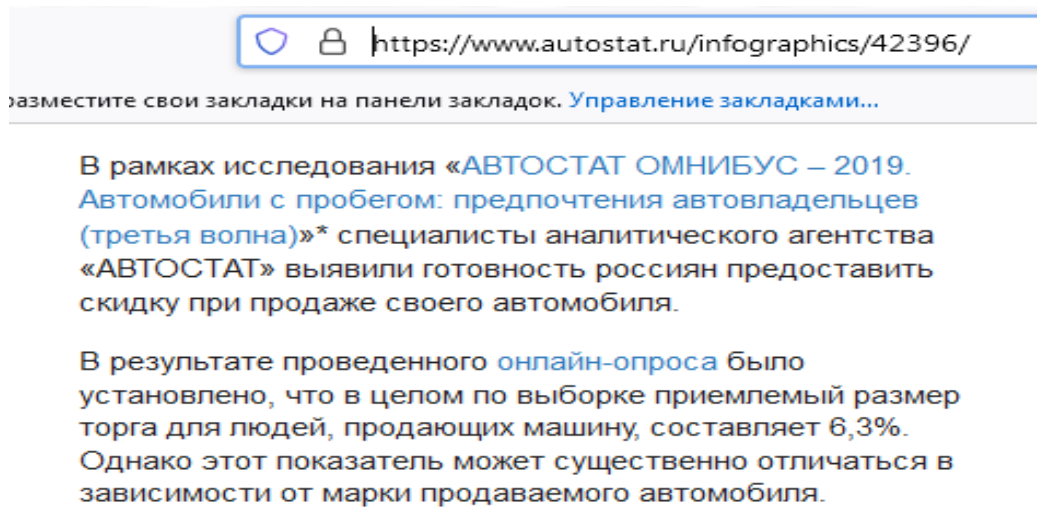 https://www.autostat.ru/infographics/42396/
разместите свои закладки на панели закладок. Управление закладками...
В рамках исследования «АВТОСТАТ ОМНИБУС – 2019.
Автомобили с пробегом: предпочтения автовладельцев
(третья волна)»* специалисты аналитического агентства
«АВТОСТАТ» выявили готовность россиян предоставить
скидку при продаже своего автомобиля.
В результате проведенного онлайн-опроса было
установлено, что в целом по выборке приемлемый размер
торга для людей, продающих машину, составляет 6,3%.
Однако этот показатель может существенно отличаться в
зависимости от марки продаваемого автомобиля.